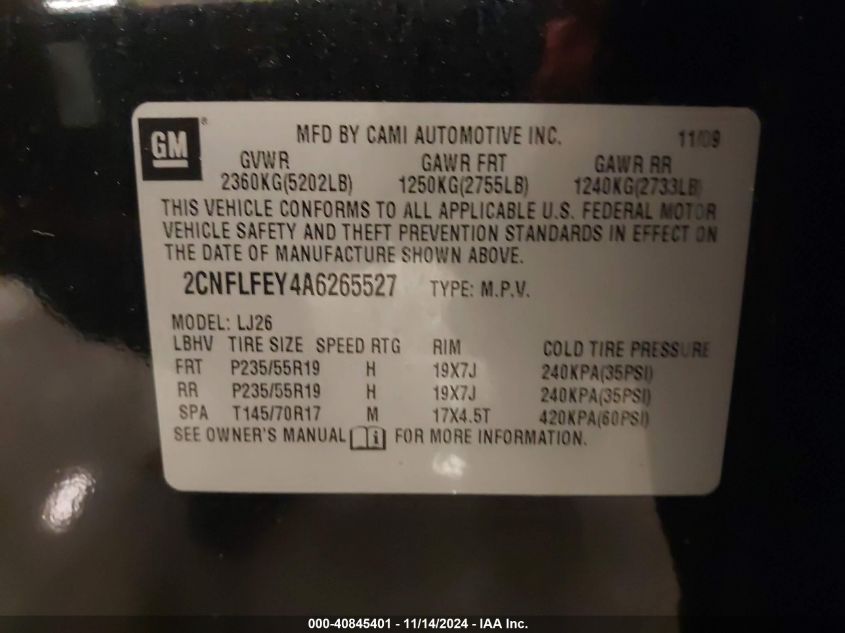 GM ®
MFD BY CAMI AUTOMOTIVE INC. 11/09
GVWR GAWR FRT GAWR RR
2360KG(5202LB) 1250KG(2755LB) 1240KG(2733LB)
THIS VEHICLE CONFORMS TO ALL APPLICABLE U.S. FEDERAL MOTOR
VEHICLE SAFETY AND THEFT PREVENTION STANDARDS IN EFFECT ON
THE DATE OF MANUFACTURE SHOWN ABOVE.
2CNFLFEY4A6265527 TYPE: M.P.V.
MODEL: LJ26
LBHV TIRE SIZE SPEED RTG RIM COLD TIRE PRESSURE
FRT P235/55R19 H 19X7J 240KPA(35PSI)
RR P235/55R19 H 19X7J 240KPA(35PSI)
SPA T145/70R17 M 17X4.5T 420KPA(60PSI)
SEE OWNER'S MANUAL i FOR MORE INFORMATION.
000-40845401 - 11/14/2024 - IAA Inc.